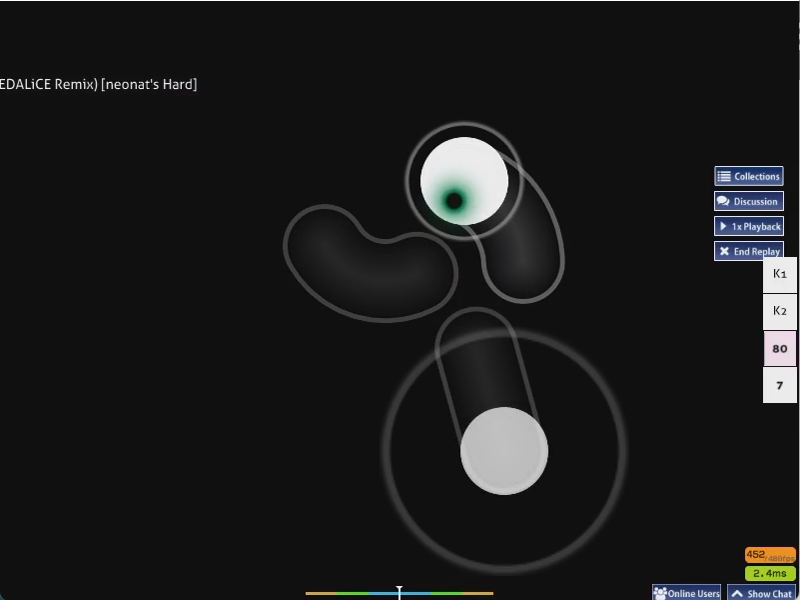 EDALiCE Remix) [neonat's Hard]
Collections
Discussion
1x Playback
End Replay
K1
K2
80
7
452/480fps
2.4ms
Online Users
Show Chat